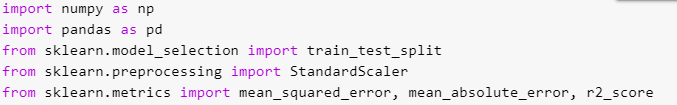 import numpy as np
import pandas as pd
from sklearn.model_selection import train_test_split
from sklearn.preprocessing import StandardScaler
from sklearn.metrics import mean_squared_error, mean_absolute_error, r2_score